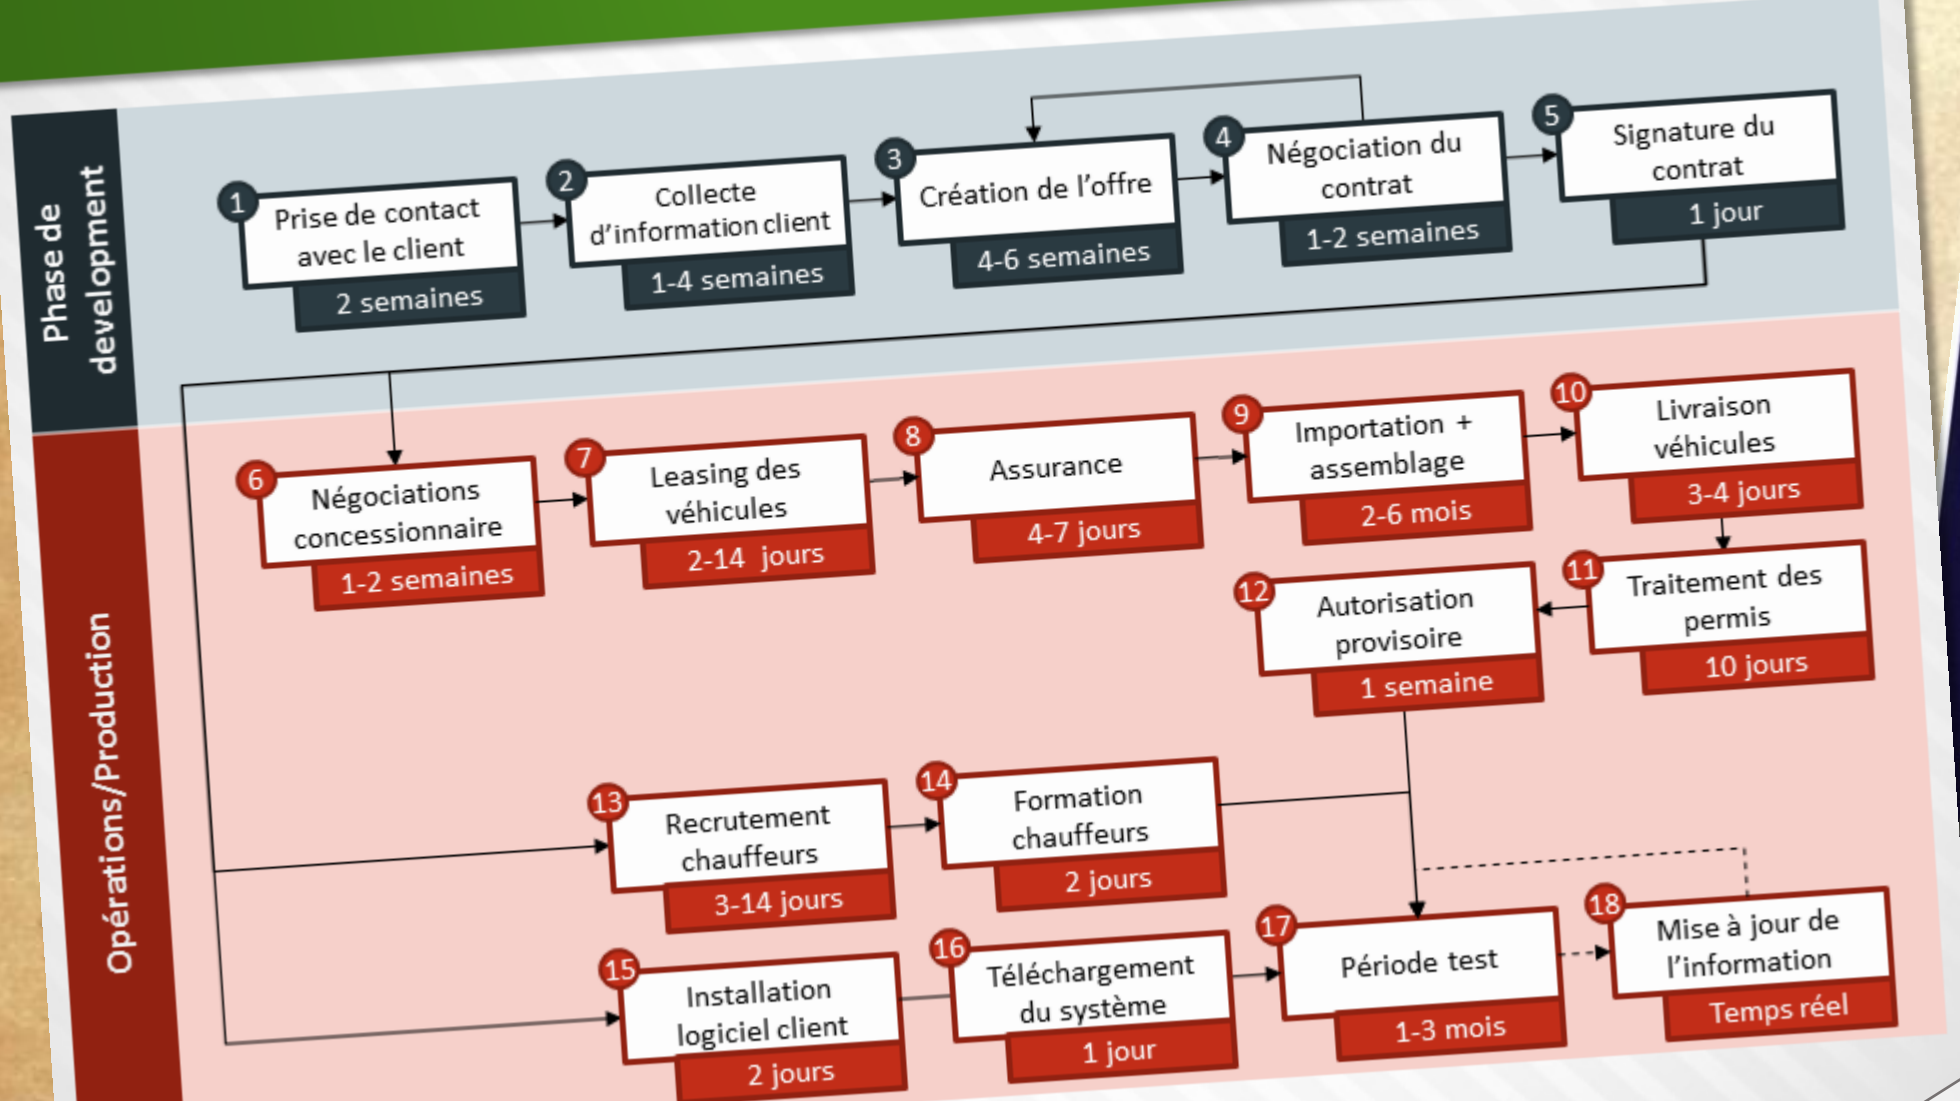 Phase de
development
1
Prise de contact
avec le client
2 semaines
2
Collecte
d'information client
1-4 semaines
3
Création de l'offre
4-6 semaines
4
Négociation du
contrat
1-2 semaines
5
Signature du
contrat
1 jour
Opérations/Production
6
Négociations
concessionnaire
1-2 semaines
7
Leasing des
véhicules
2-14 jours
8
Assurance
4-7 jours
9
Importation +
assemblage
2-6 mois
10
Livraison
véhicules
3-4 jours
11
Traitement des
permis
10 jours
12
Autorisation
provisoire
1 semaine
13
Recrutement
chauffeurs
3-14 jours
14
Formation
chauffeurs
2 jours
15
Installation
logiciel client
2 jours
16
Téléchargement
du système
1 jour
17
Période test
1-3 mois
18
Mise à jour de
l'information
Temps réel